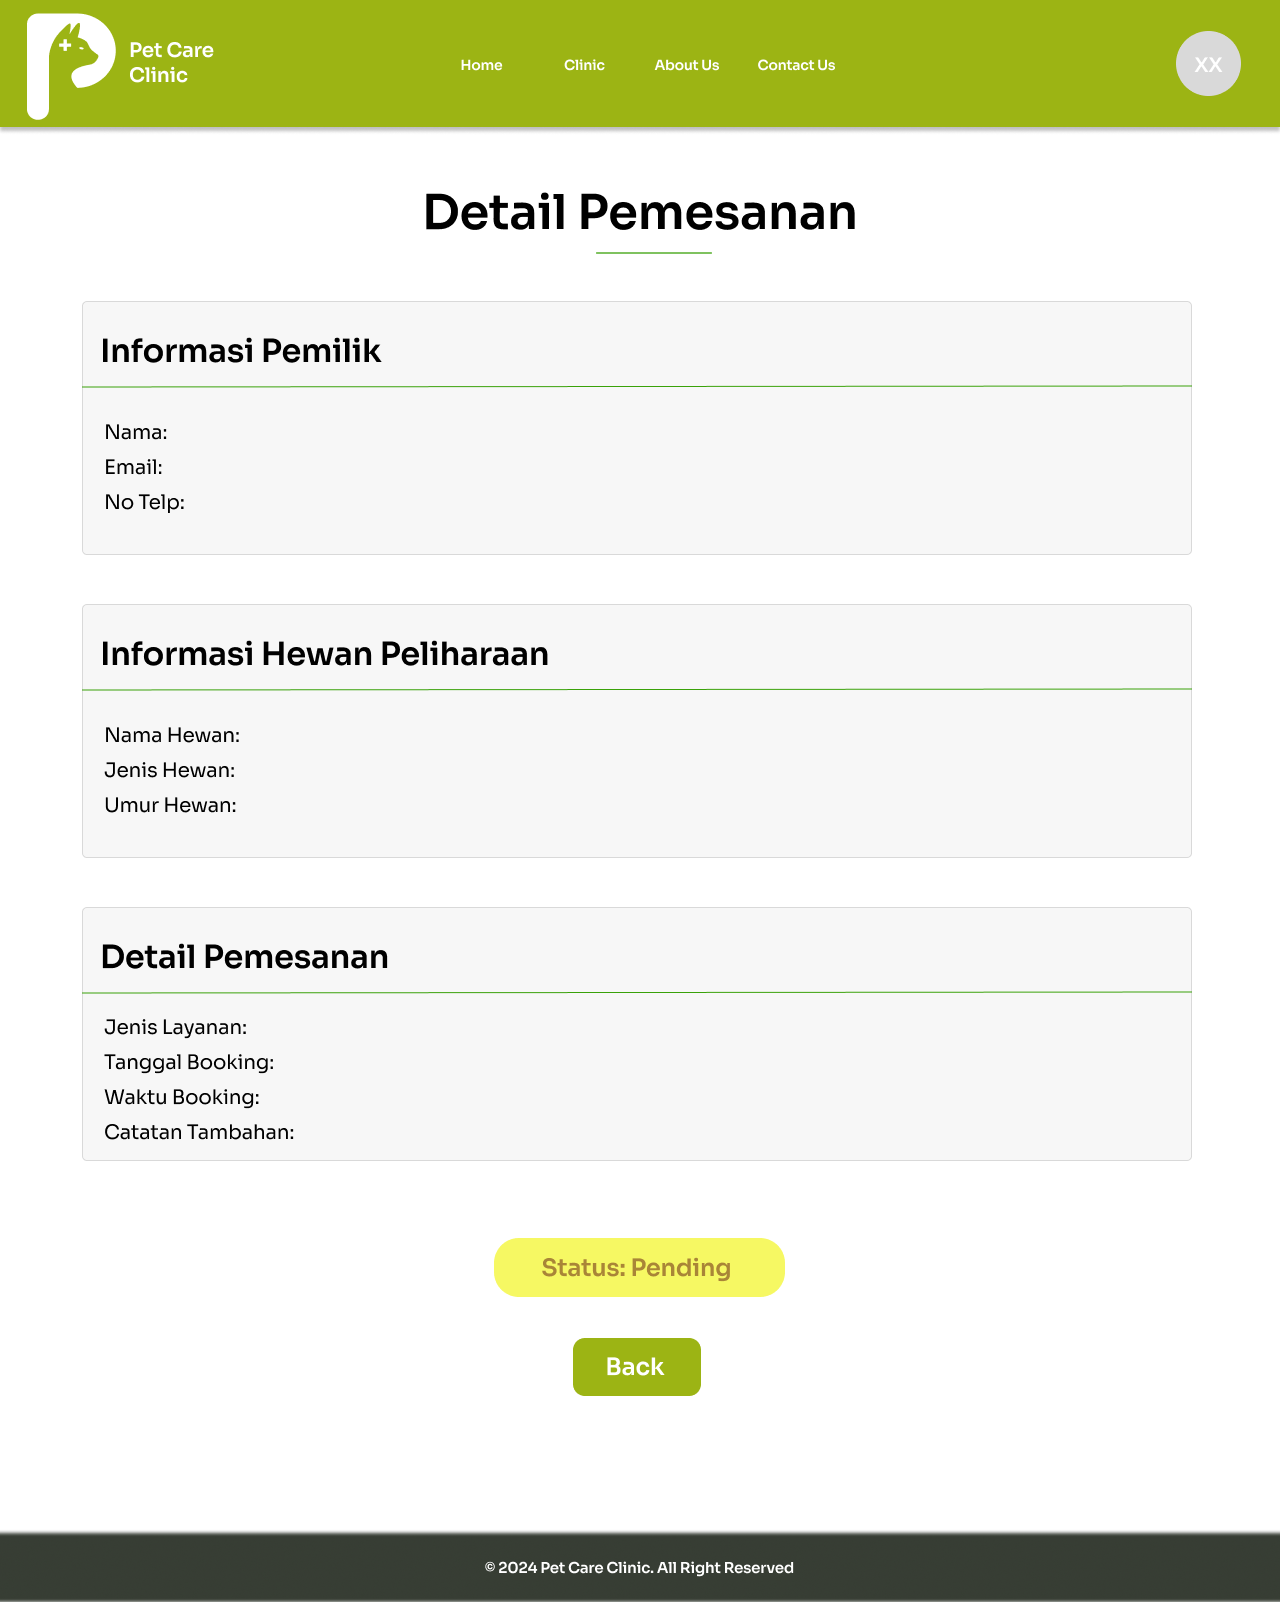 Pet Care
Clinic
Home
Clinic
About Us
Contact Us
XX
Detail Pemesanan
Informasi Pemilik
Nama:
Email:
No Telp:
Informasi Hewan Peliharaan
Nama Hewan:
Jenis Hewan:
Umur Hewan:
Detail Pemesanan
Jenis Layanan:
Tanggal Booking:
Waktu Booking:
Catatan Tambahan:
Status: Pending
Back
© 2024 Pet Care Clinic. All Right Reserved